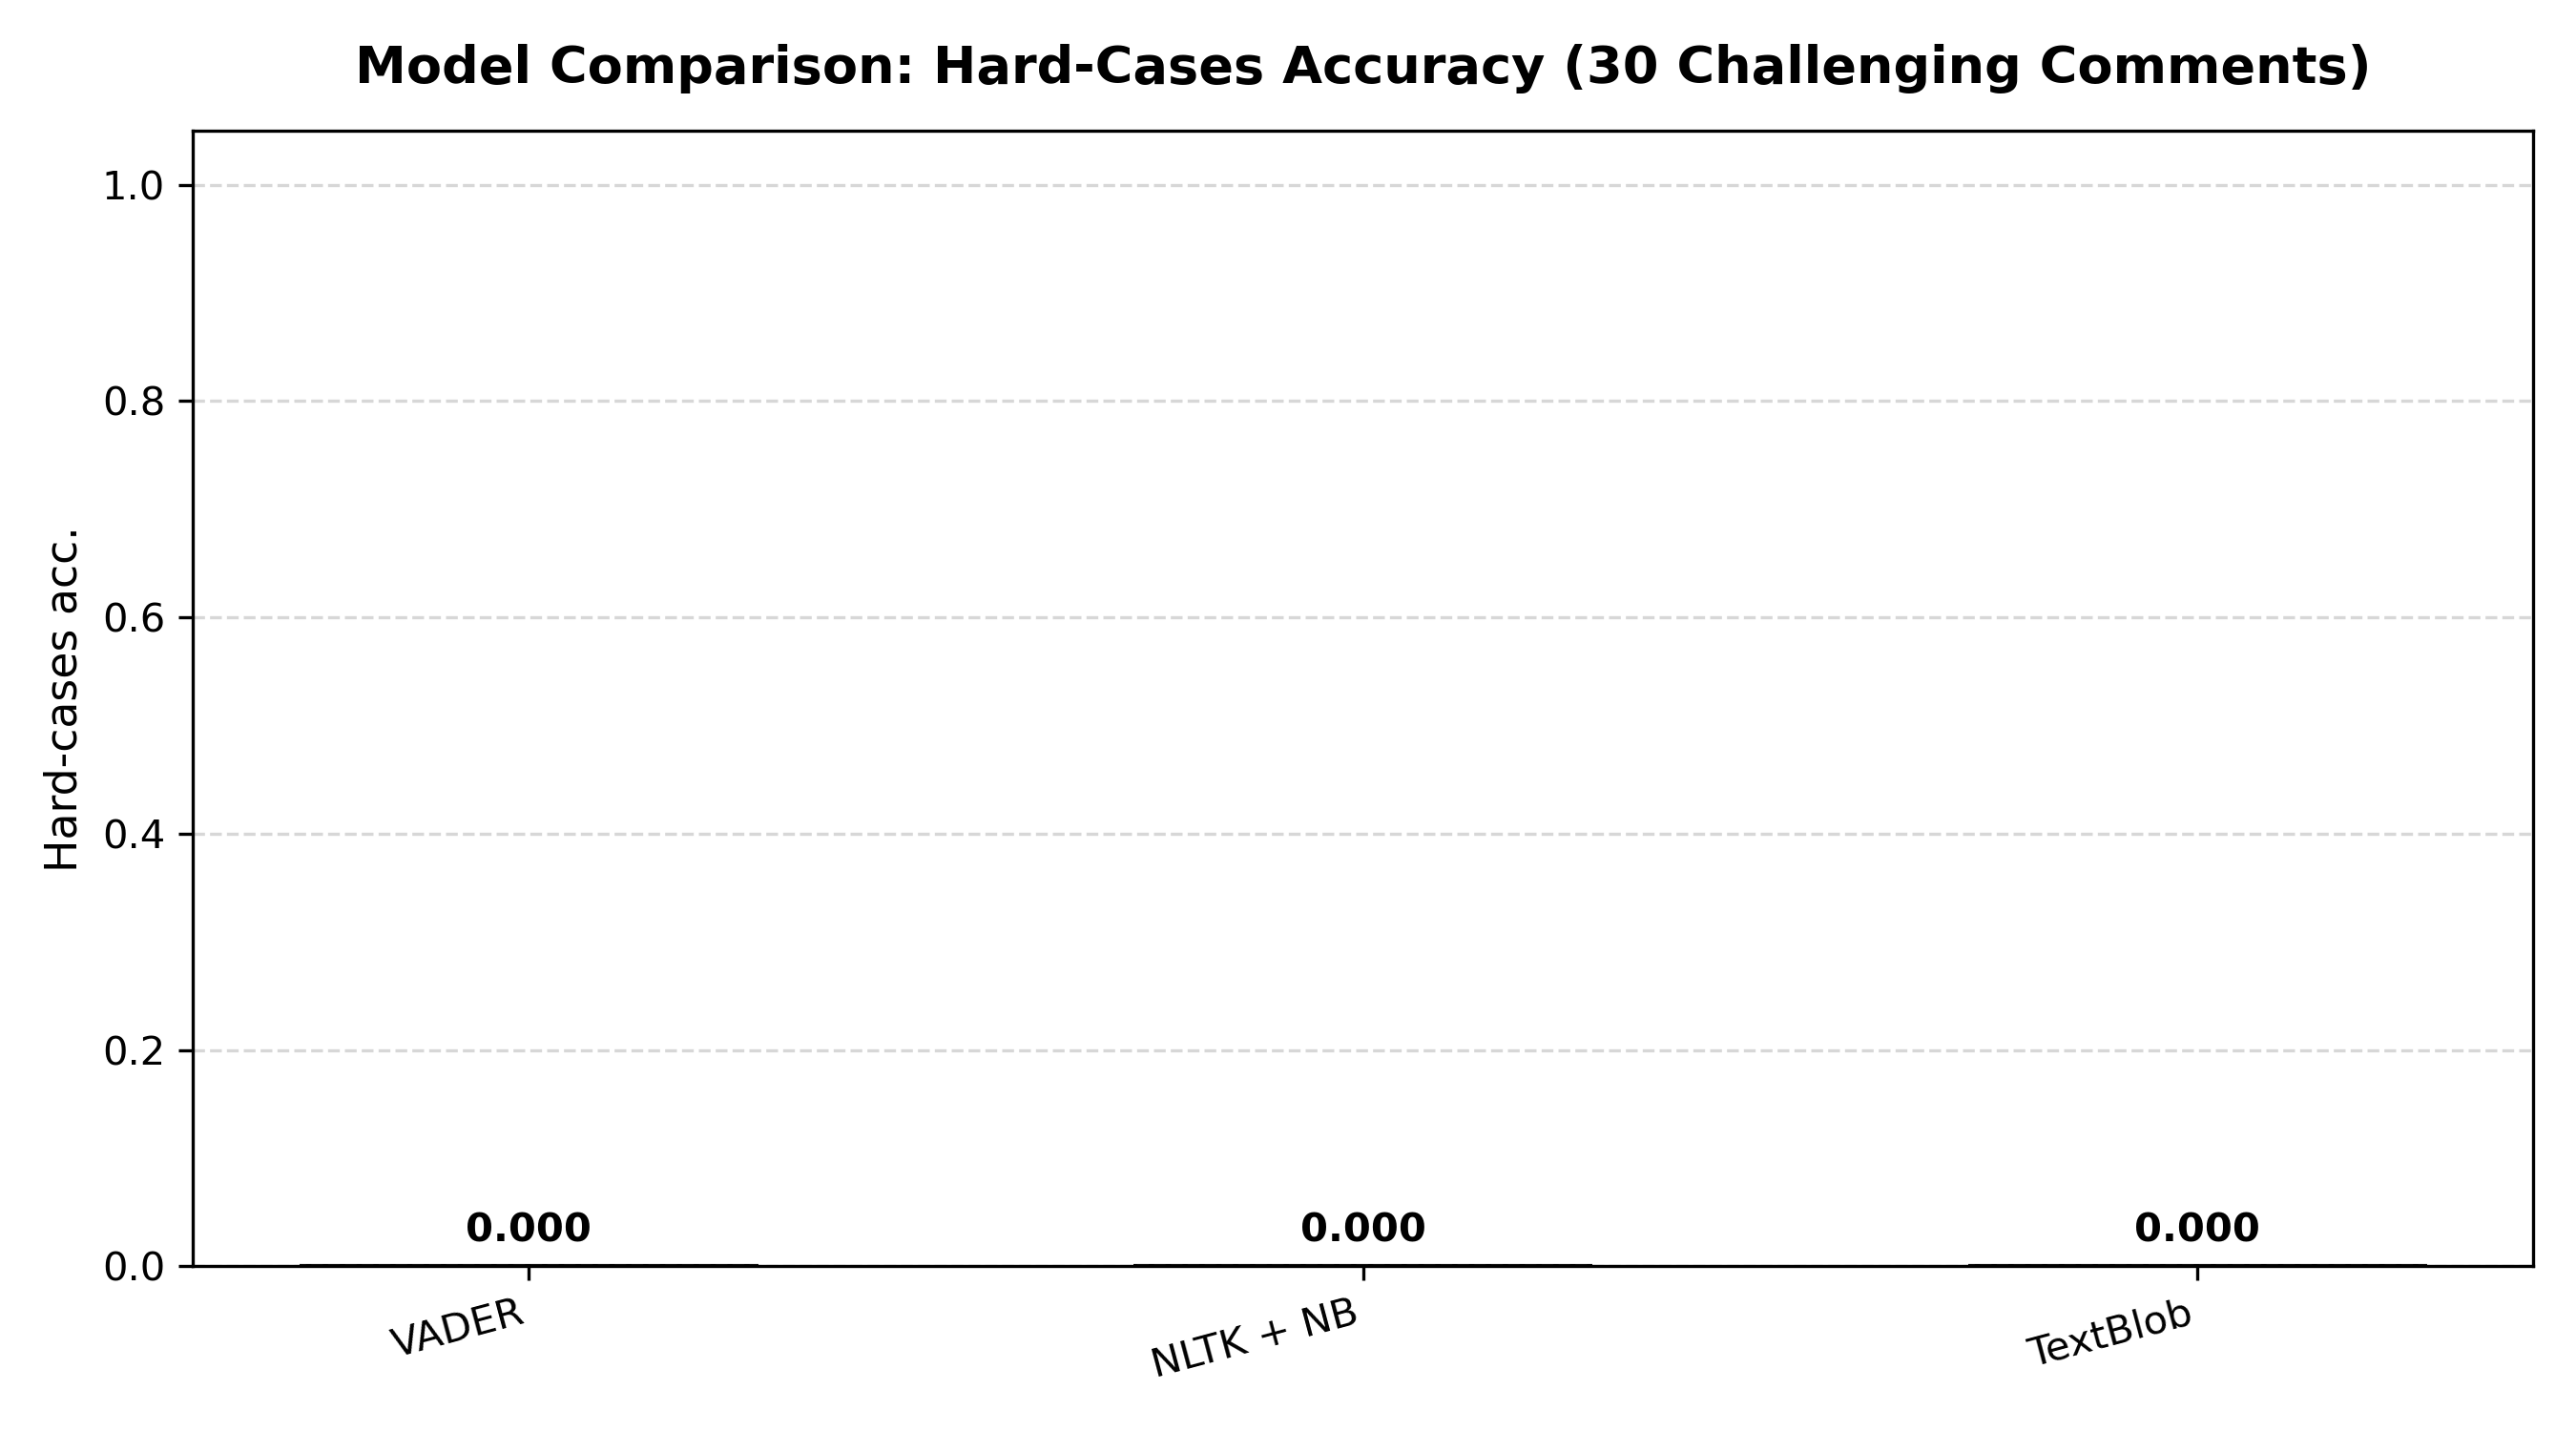 Model Comparison: Hard-Cases Accuracy (30 Challenging Comments)
Hard-cases acc.
1.0
0.8
0.6
0.4
0.2
0.0
0.000
0.000
0.000
VADER
NLTK + NB
TextBlob